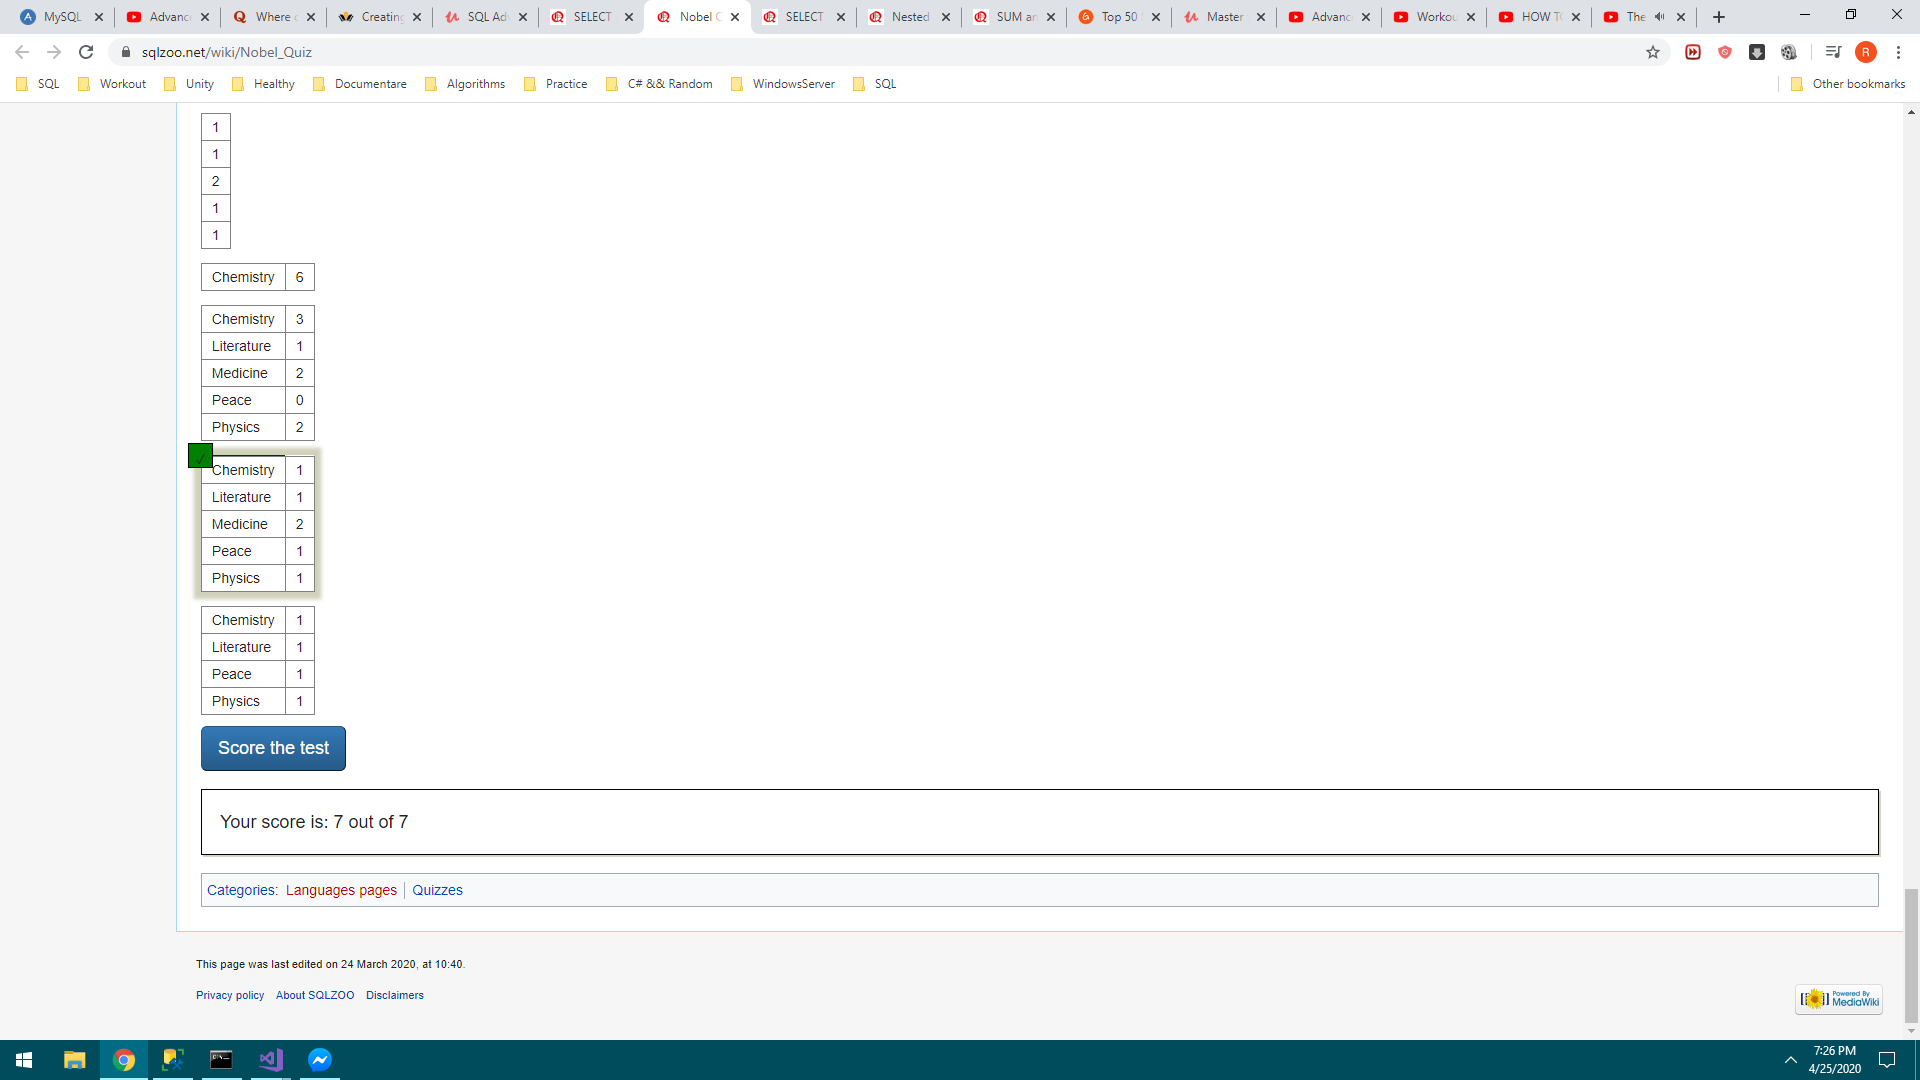 MySQL
Advanc
Where
Creating
SQL Ad
SELECT
Nobel
SELECT
Nested
SUM an
Top 50
Master
Advanc
Workou
HOW
The
sqlzoo.net/wiki/Nobel_Quiz
R
SQL
Workout
Unity
Healthy
Documentare
Algorithms
Practice
C# && Random
WindowsServer
SQL
Other bookmarks
1
1
2
1
1
Chemistry 6
Chemistry 3
Literature 1
Medicine 2
Peace 0
Physics 2
Chemistry 1
Literature 1
Medicine 2
Peace 1
Physics 1
Chemistry 1
Literature 1
Peace 1
Physics 1
Score the test
Your score is: 7 out of 7
Categories: Languages pages Quizzes
This page was last edited on 24 March 2020, at 10:40.
Privacy policy About SQLZOO Disclaimers
Powered By
MediaWiki
7:26 PM
4/25/2020